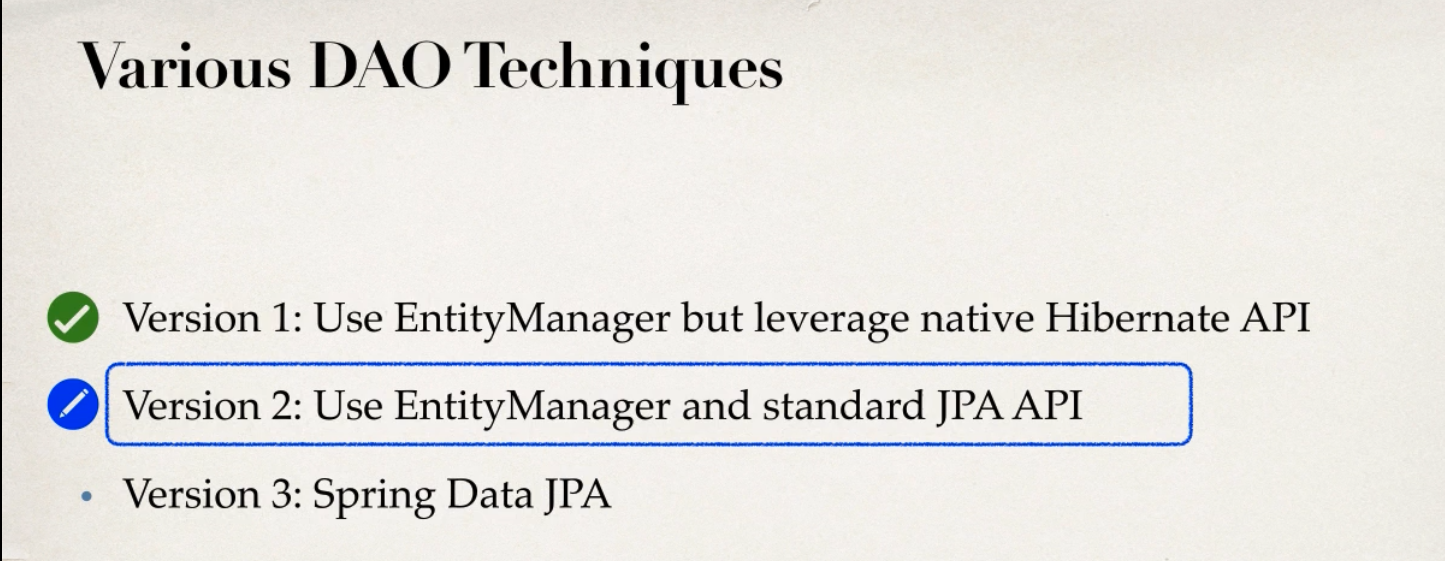 Various DAO Techniques
Version 1: Use EntityManager but leverage native Hibernate API
Version 2: Use EntityManager and standard JPA API
• Version 3: Spring Data JPA